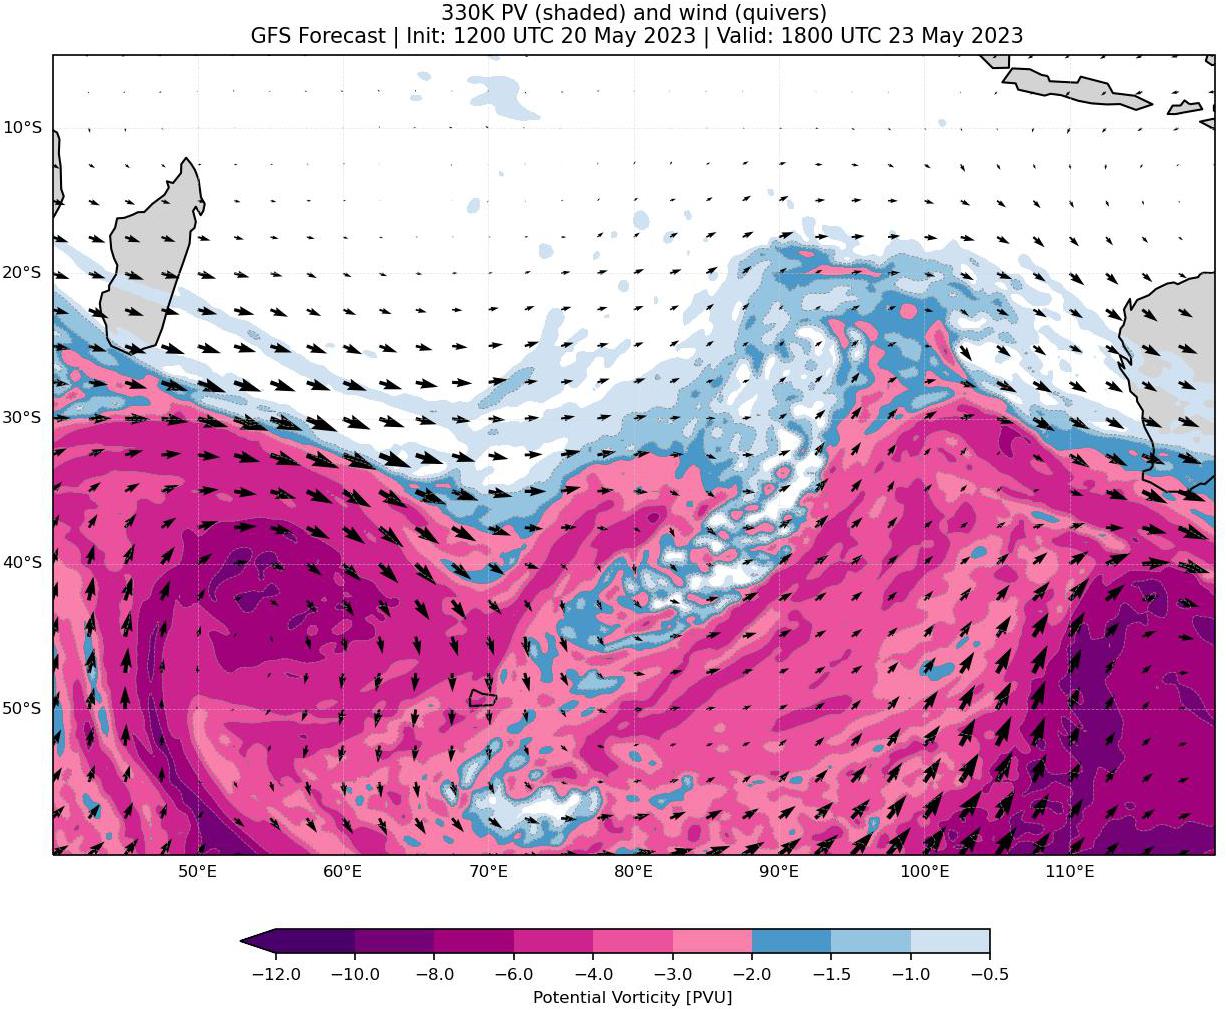 330K PV (shaded) and wind (quivers)
GFS Forecast | Init: 1200 UTC 20 May 2023 | Valid: 1800 UTC 23 May 2023
10°S
20°S
30°S
40°S
50°S
50°E 60°E 70°E 80°E 90°E 100°E 110°E
−12.0 −10.0 −8.0 −6.0 −4.0 −3.0 −2.0 −1.5 −1.0 −0.5
Potential Vorticity [PVU]